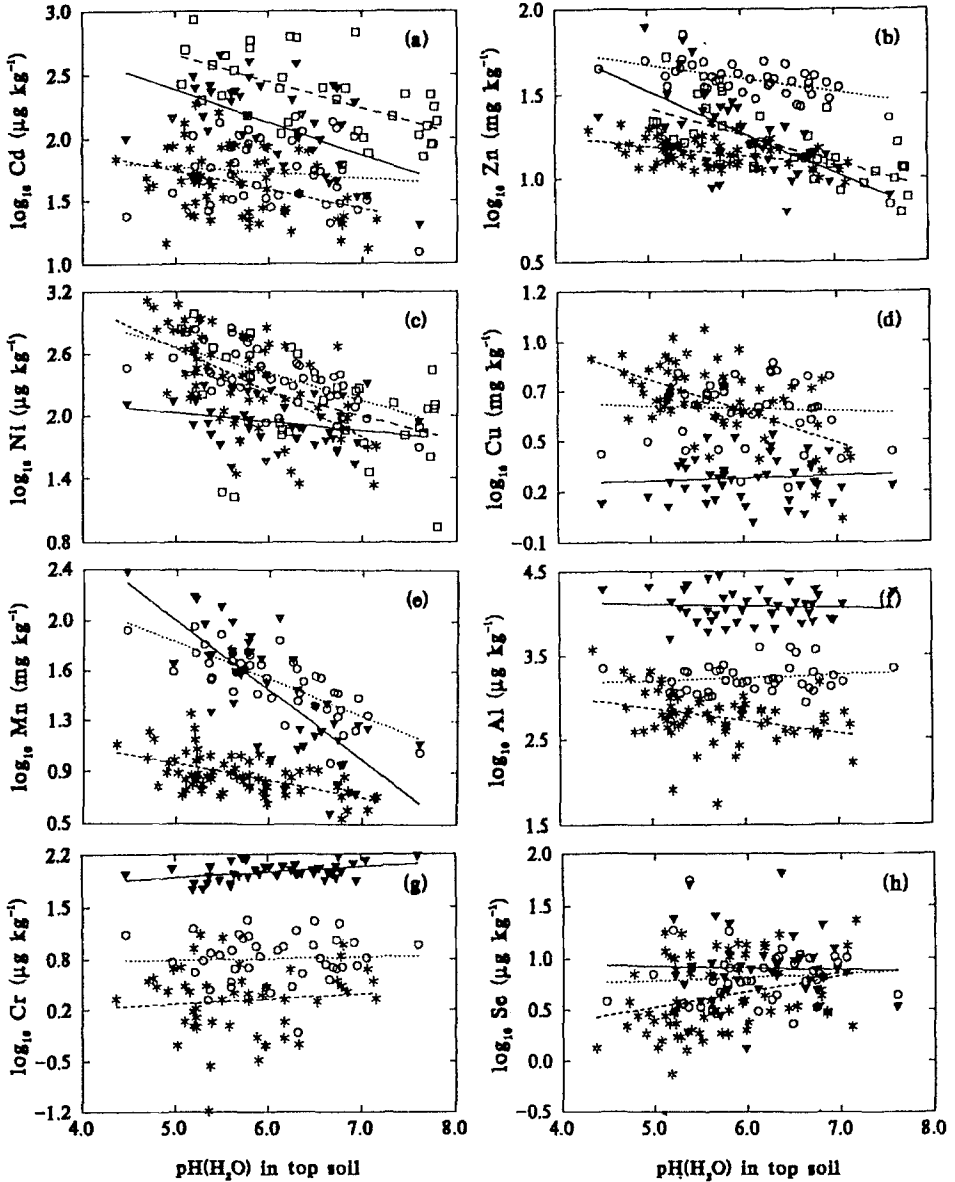 log₁₀ Cd (μg kg⁻¹)
3.0
2.5
2.0
1.5
1.0
(a)
log₁₀ Zn (mg kg⁻¹)
2.0
1.5
1.0
0.5
(b)
log₁₀ Ni (μg kg⁻¹)
3.2
2.6
2.0
1.4
0.8
(c)
log₁₀ Cu (mg kg⁻¹)
1.2
1.0
0.7
0.5
0.2
−0.1
(d)
log₁₀ Mn (mg kg⁻¹)
2.4
2.0
1.6
1.3
0.9
0.5
(e)
log₁₀ Al (μg kg⁻¹)
4.5
3.5
2.5
1.5
(f)
log₁₀ Cr (μg kg⁻¹)
2.2
1.5
0.8
0.2
−0.5
−1.2
(g)
4.0 5.0 6.0 7.0 8.0
pH(H₂O) in top soil
log₁₀ Se (μg kg⁻¹)
2.0
1.5
1.0
0.5
0.0
−0.5
(h)
4.0 5.0 6.0 7.0 8.0
pH(H₂O) in top soil